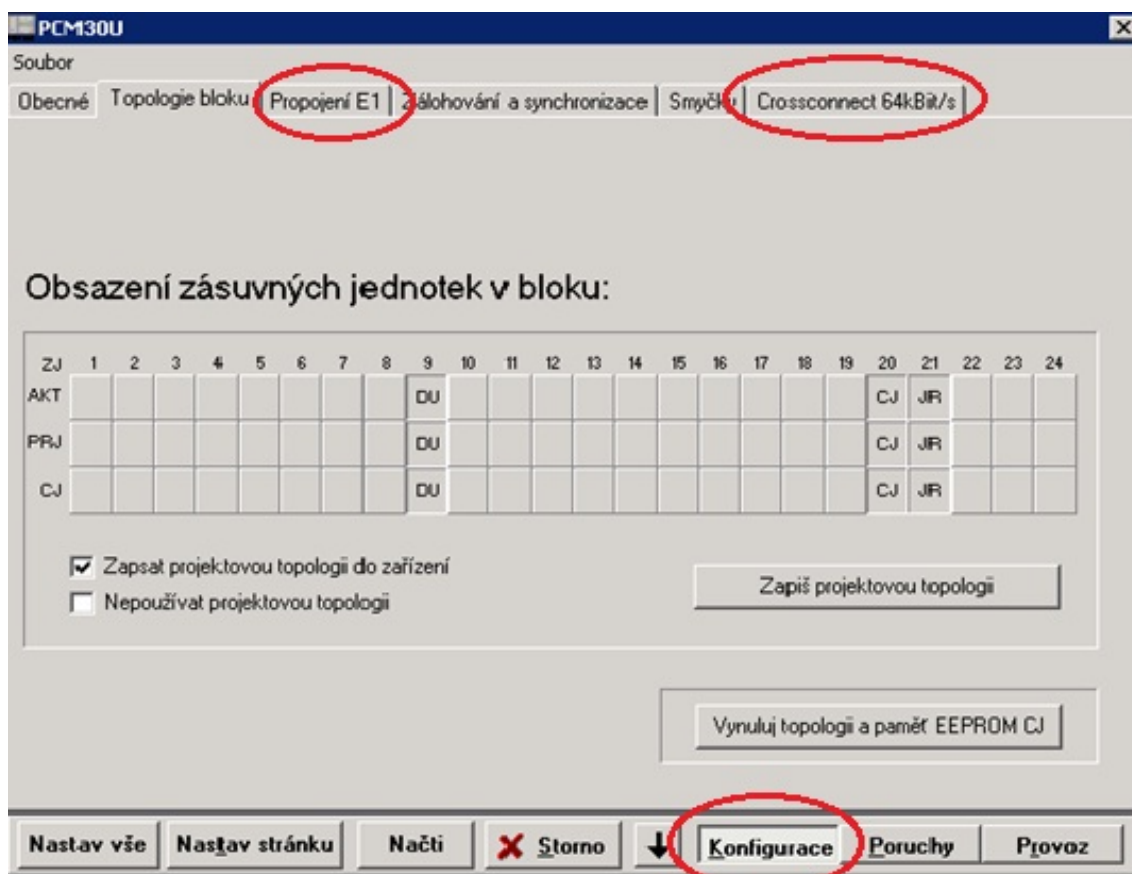 PCM30U
Soubor
Obecné Topologie bloku Propojení E1 Zálohování a synchronizace Smyčky Crossconnect 64kBit/s
Obsazení zásuvných jednotek v bloku:
ZJ 1 2 3 4 5 6 7 8 9 10 11 12 13 14 15 16 17 18 19 20 21 22 23 24
AKT DU CJ JR
PRJ DU CJ JR
CJ DU CJ JR
Zapsat projektovou topologii do zařízení
Nepoužívat projektovou topologii
Zapiš projektovou topologii
Vynuluj topologii a paměť EEPROM CJ
Nastav vše Nastav stránku Načti Storno Konfigurace Poruchy Provoz